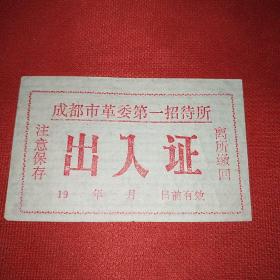 成都市革委第一招待所
注意保存
出入证
离所缴回
19 年 月 日前有效